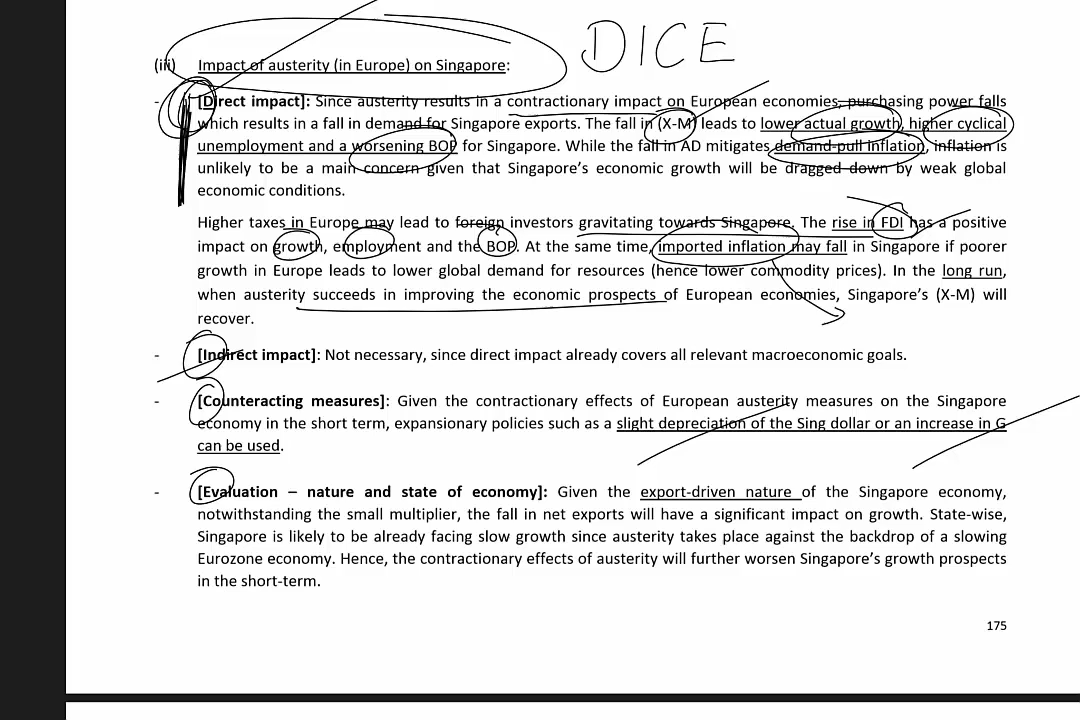 DICE
(iii) Impact of austerity (in Europe) on Singapore:
- [Direct impact]: Since austerity results in a contractionary impact on European economies, purchasing power falls
which results in a fall in demand for Singapore exports. The fall in (X-M) leads to lower actual growth, higher cyclical
unemployment and a worsening BOP for Singapore. While the fall in AD mitigates demand-pull inflation, inflation is
unlikely to be a main concern given that Singapore's economic growth will be dragged down by weak global
economic conditions.
Higher taxes in Europe may lead to foreign investors gravitating towards Singapore. The rise in FDI has a positive
impact on growth, employment and the BOP. At the same time, imported inflation may fall in Singapore if poorer
growth in Europe leads to lower global demand for resources (hence lower commodity prices). In the long run,
when austerity succeeds in improving the economic prospects of European economies, Singapore's (X-M) will
recover.
- [Indirect impact]: Not necessary, since direct impact already covers all relevant macroeconomic goals.
- [Counteracting measures]: Given the contractionary effects of European austerity measures on the Singapore
economy in the short term, expansionary policies such as a slight depreciation of the Sing dollar or an increase in G
can be used.
- [Evaluation – nature and state of economy]: Given the export-driven nature of the Singapore economy,
notwithstanding the small multiplier, the fall in net exports will have a significant impact on growth. State-wise,
Singapore is likely to be already facing slow growth since austerity takes place against the backdrop of a slowing
Eurozone economy. Hence, the contractionary effects of austerity will further worsen Singapore's growth prospects
in the short-term.
175